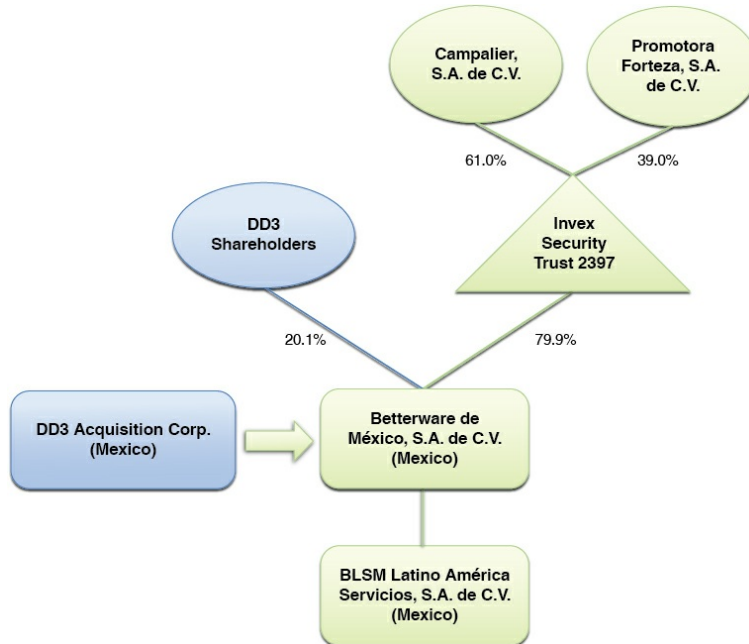 Campalier,
S.A. de C.V.
Promotora
Forteza, S.A.
de C.V.
61.0%
39.0%
DD3
Shareholders
Invex
Security
Trust 2397
20.1%
79.9%
DD3 Acquisition Corp.
(Mexico)
Betterware de
México, S.A. de C.V.
(Mexico)
BLSM Latino América
Servicios, S.A. de C.V.
(Mexico)